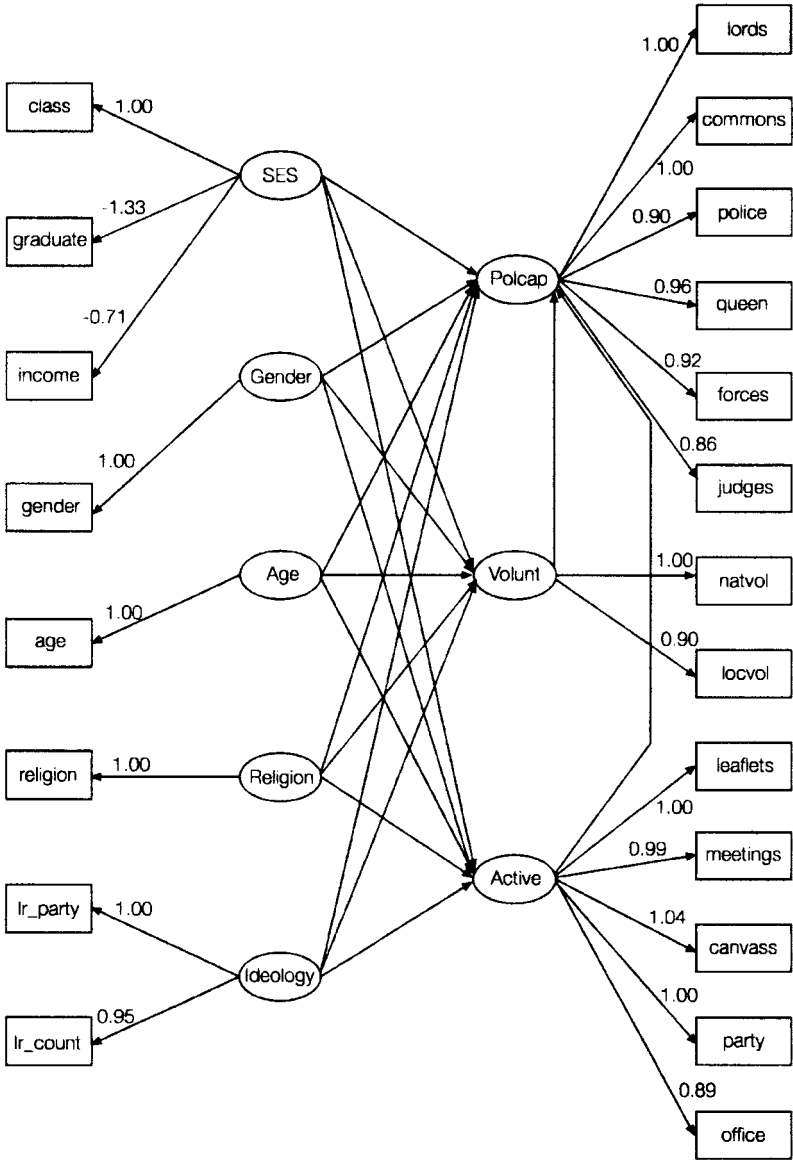 lords
1.00
class
1.00
commons
1.00
SES
-1.33
graduate
police
0.90
Polcap
queen
0.96
-0.71
income
Gender
forces
0.92
1.00
gender
judges
0.86
Age
Volunt
natvol
1.00
1.00
age
locvol
0.90
religion
1.00
Religion
leaflets
1.00
meetings
0.99
Active
lr_party
1.00
canvass
1.04
Ideology
1.00
0.95
lr_count
party
0.89
office